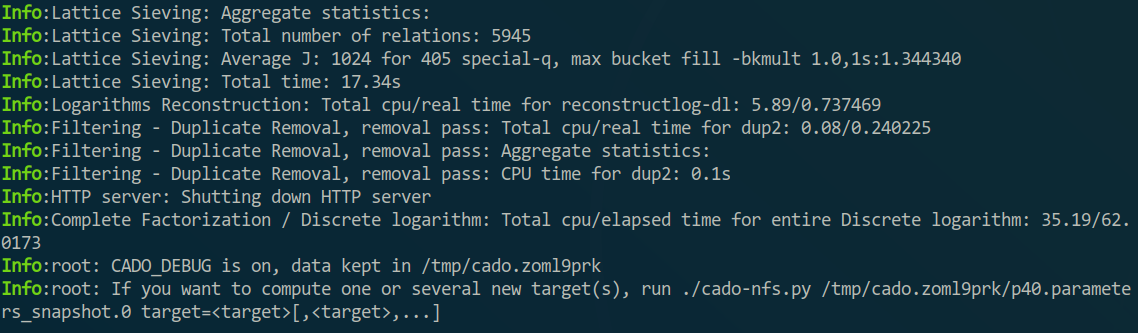 Info:Lattice Sieving: Aggregate statistics:
Info:Lattice Sieving: Total number of relations: 5945
Info:Lattice Sieving: Average J: 1024 for 405 special-q, max bucket fill -bkmult 1.0,1s:1.344340
Info:Lattice Sieving: Total time: 17.34s
Info:Logarithms Reconstruction: Total cpu/real time for reconstructlog-dl: 5.89/0.737469
Info:Filtering - Duplicate Removal, removal pass: Total cpu/real time for dup2: 0.08/0.240225
Info:Filtering - Duplicate Removal, removal pass: Aggregate statistics:
Info:Filtering - Duplicate Removal, removal pass: CPU time for dup2: 0.1s
Info:HTTP server: Shutting down HTTP server
Info:Complete Factorization / Discrete logarithm: Total cpu/elapsed time for entire Discrete logarithm: 35.19/62.
0173
Info:root: CADO_DEBUG is on, data kept in /tmp/cado.zoml9prk
Info:root: If you want to compute one or several new target(s), run ./cado-nfs.py /tmp/cado.zoml9prk/p40.paramete
rs_snapshot.0 target=<target>[,<target>,...]